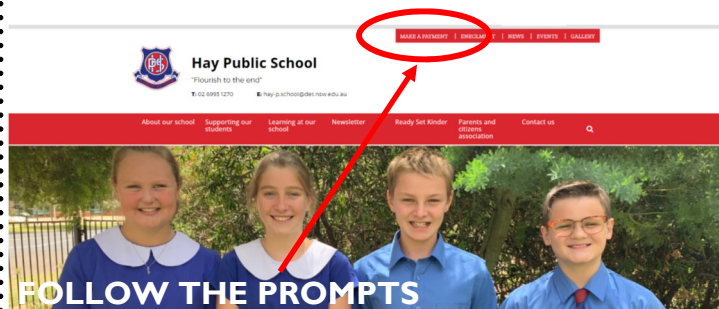 MAKE A PAYMENT | ENROLMENT | NEWS | EVENTS | GALLERY
Hay Public School
"Flourish to the end"
T: 02 6993 1270 E: hay-p.school@det.nsw.edu.au
About our school Supporting our students Learning at our school Newsletter Ready Set Kinder Parents and citizens association Contact us
FOLLOW THE PROMPTS